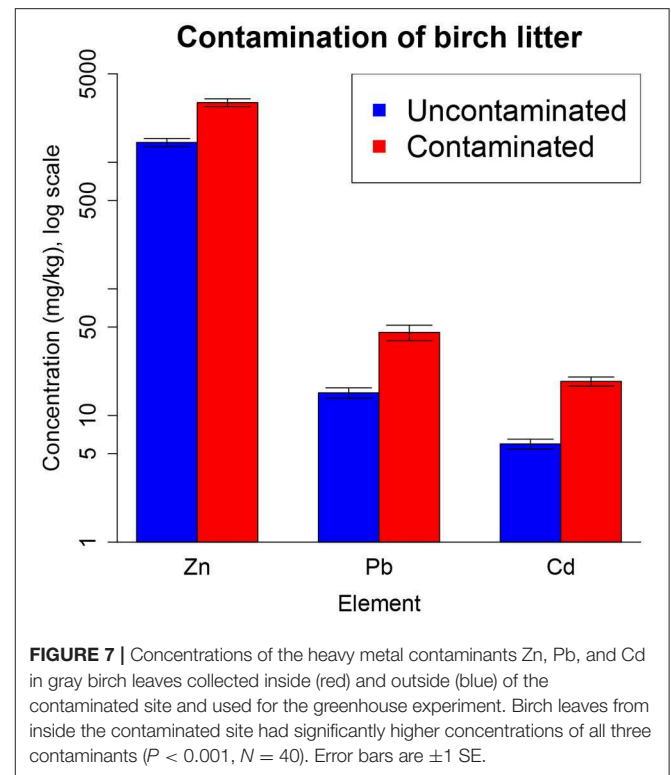 Contamination of birch litter
Uncontaminated
Contaminated
Concentration (mg/kg), log scale
5000
500
50
10
5
1
Zn
Pb
Cd
Element
FIGURE 7 | Concentrations of the heavy metal contaminants Zn, Pb, and Cd
in gray birch leaves collected inside (red) and outside (blue) of the
contaminated site and used for the greenhouse experiment. Birch leaves from
inside the contaminated site had significantly higher concentrations of all three
contaminants (P < 0.001, N = 40). Error bars are ±1 SE.